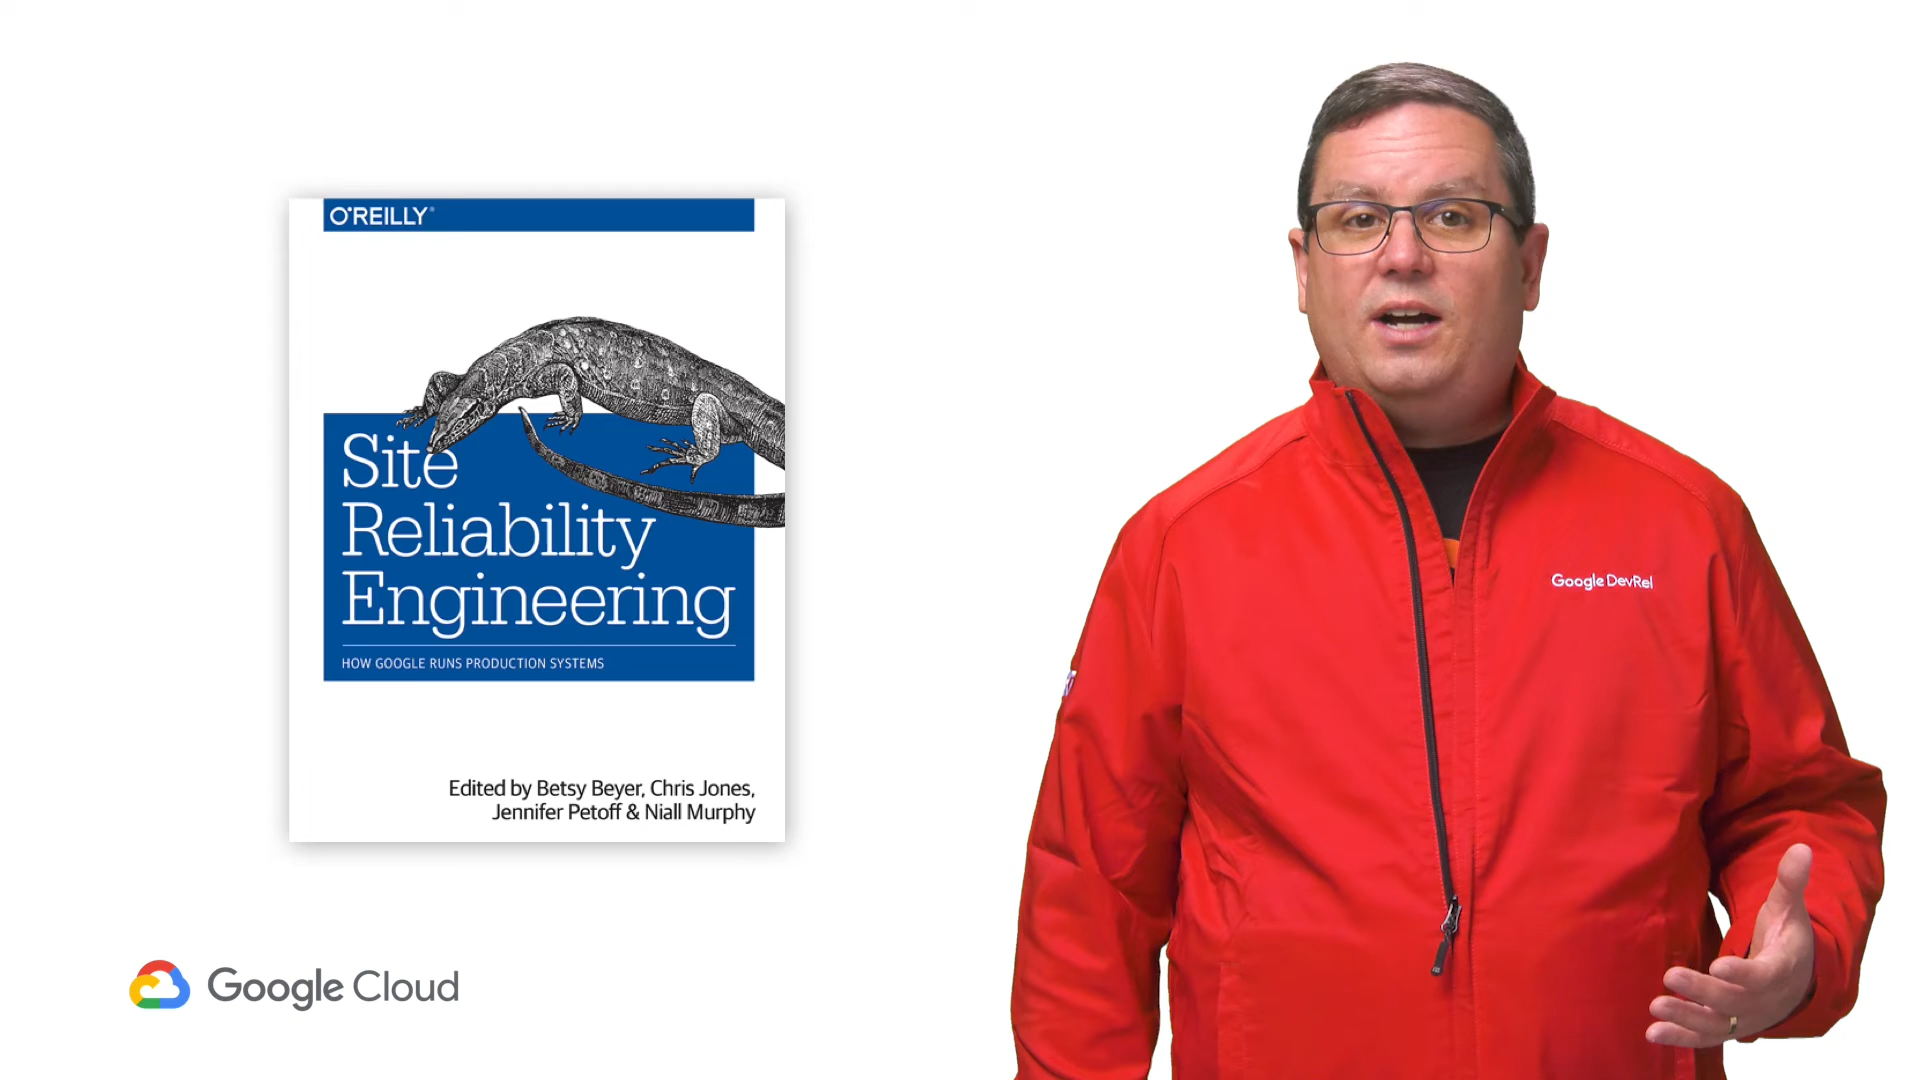 O'REILLY®
Site
Reliability
Engineering
HOW GOOGLE RUNS PRODUCTION SYSTEMS
Edited by Betsy Beyer, Chris Jones,
Jennifer Petoff & Niall Murphy
Google DevRel
Google Cloud